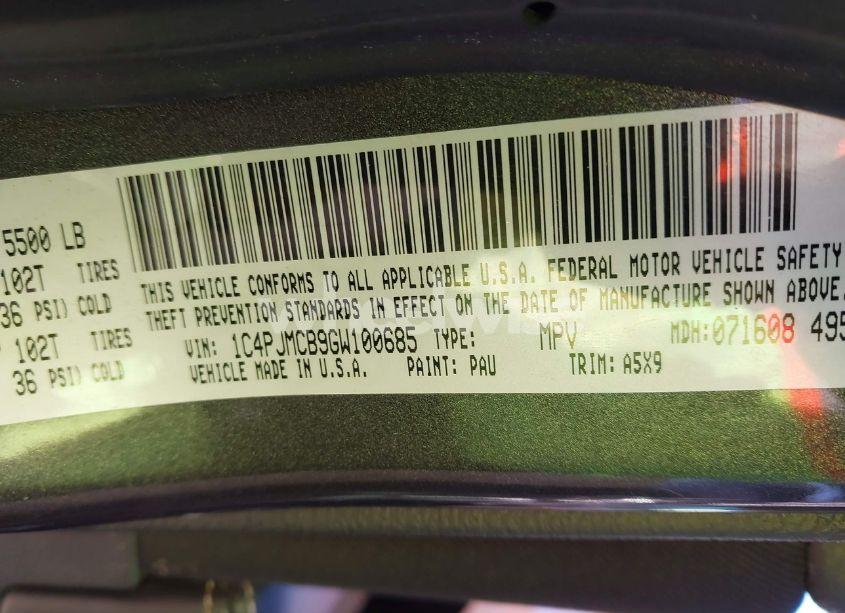 5500 LB
102T TIRES
36 PSI) COLD
102T TIRES
36 PSI) COLD
THIS VEHICLE CONFORMS TO ALL APPLICABLE U.S.A. FEDERAL MOTOR VEHICLE SAFETY
THEFT PREVENTION STANDARDS IN EFFECT ON THE DATE OF MANUFACTURE SHOWN ABOVE.
VIN: 1C4PJMCB9GW100685 TYPE: MPV MDH:071608 495
VEHICLE MADE IN U.S.A. PAINT: PAU TRIM: A5X9